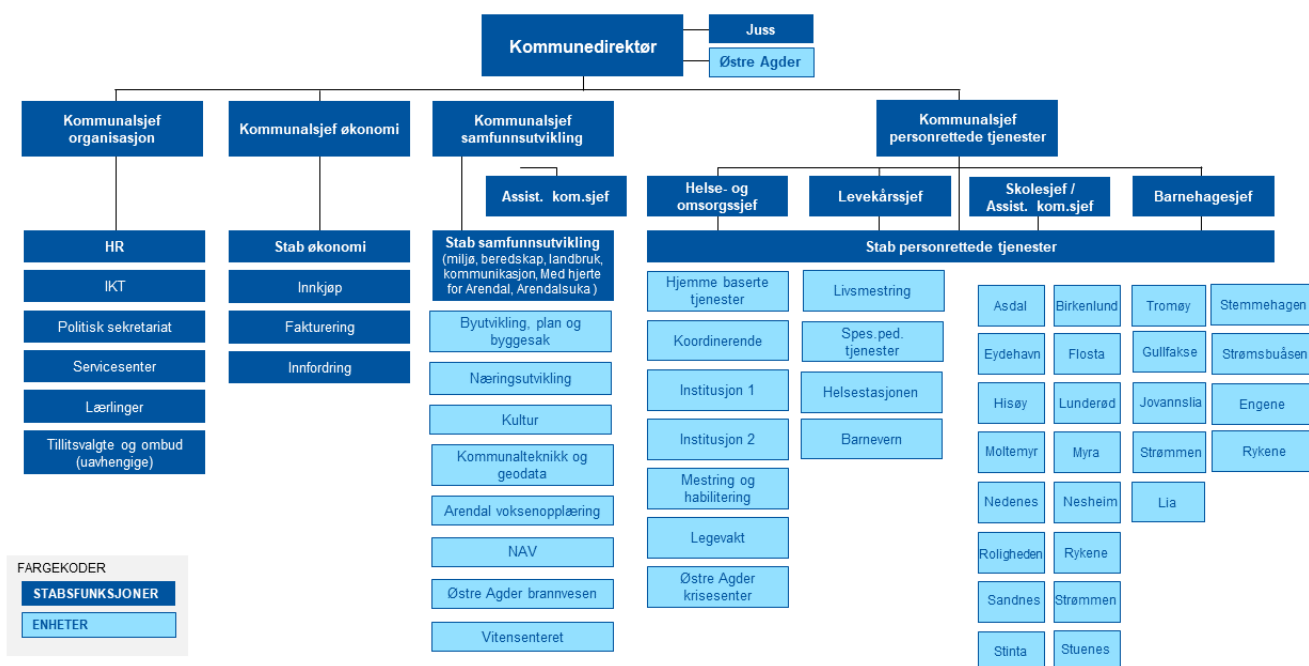 Kommunedirektør
Juss
Østre Agder
Kommunalsjef
organisasjon
Kommunalsjef økonomi
Kommunalsjef
samfunnsutvikling
Kommunalsjef
personrettede tjenester
Assist. kom.sjef
Helse- og
omsorgssjef
Levekårssjef
Skolesjef /
Assist. kom.sjef
Barnehagesjef
HR
IKT
Politisk sekretariat
Servicesenter
Lærlinger
Tillitsvalgte og ombud
(uavhengige)
Stab økonomi
Innkjøp
Fakturering
Innfordring
Stab samfunnsutvikling
(miljø, beredskap, landbruk,
kommunikasjon, Med hjerte
for Arendal, Arendalsuka )
Byutvikling, plan og
byggesak
Næringsutvikling
Kultur
Kommunalteknikk og
geodata
Arendal voksenopplæring
NAV
Østre Agder brannvesen
Vitensenteret
Stab personrettede tjenester
Hjemme baserte
tjenester
Koordinerende
Institusjon 1
Institusjon 2
Mestring og
habilitering
Legevakt
Østre Agder
krisesenter
Livsmestring
Spes.ped.
tjenester
Helsestasjonen
Barnevern
Asdal
Eydehavn
Hisøy
Moltemyr
Nedenes
Roligheden
Sandnes
Stinta
Birkenlund
Flosta
Lunderød
Myra
Nesheim
Rykene
Strømmen
Stuenes
Tromøy
Gullfakse
Jovannslia
Strømmen
Lia
Stemmehagen
Strømsbuåsen
Engene
Rykene
FARGEKODER
STABSFUNKSJONER
ENHETER